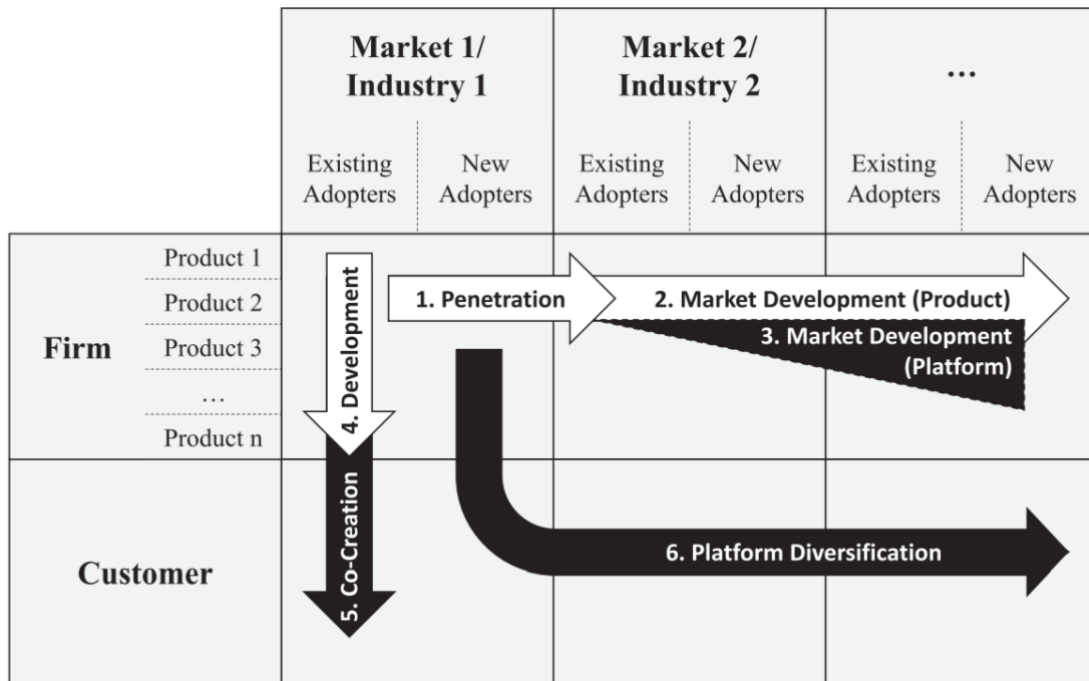 Market 1/
Industry 1
Market 2/
Industry 2
...
Existing
Adopters
New
Adopters
Existing
Adopters
New
Adopters
Existing
Adopters
New
Adopters
Firm
Product 1
Product 2
Product 3
...
Product n
1. Penetration
2. Market Development (Product)
3. Market Development
(Platform)
4. Development
Customer
5. Co-Creation
6. Platform Diversification